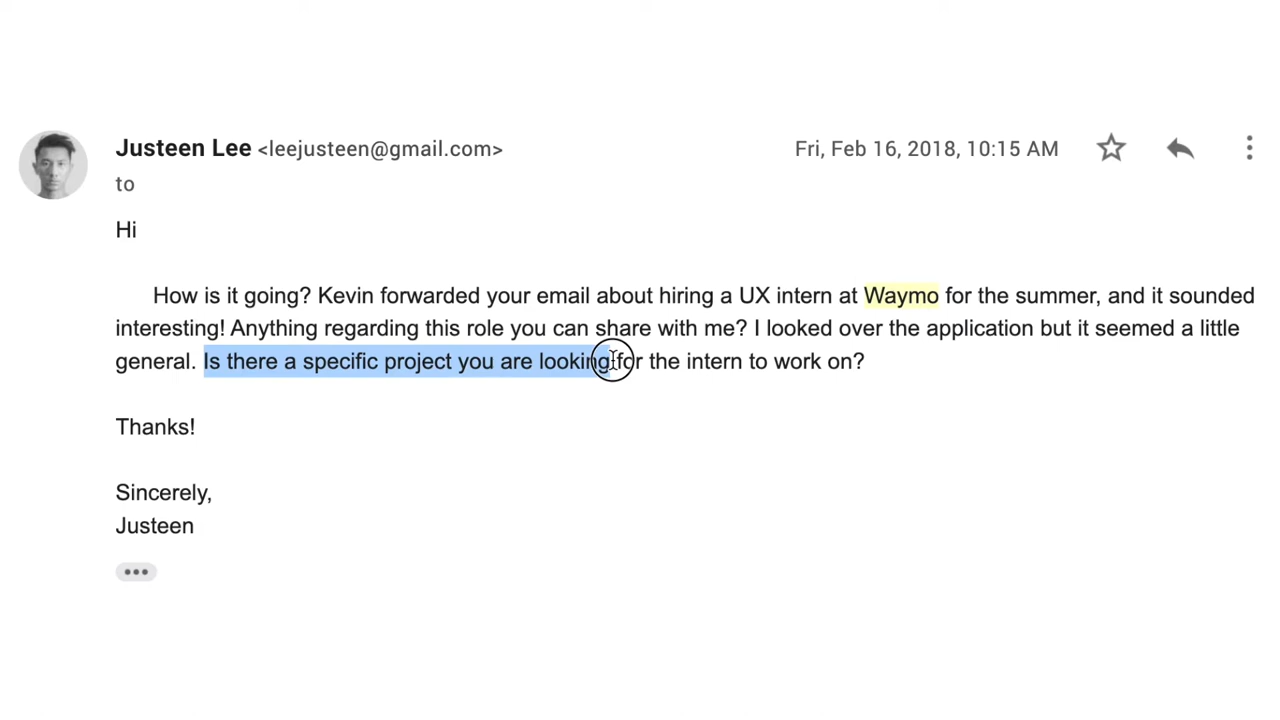 Justeen Lee <leejusteen@gmail.com> Fri, Feb 16, 2018, 10:15 AM
to
Hi
How is it going? Kevin forwarded your email about hiring a UX intern at Waymo for the summer, and it sounded
interesting! Anything regarding this role you can share with me? I looked over the application but it seemed a little
general. Is there a specific project you are looking for the intern to work on?
Thanks!
Sincerely,
Justeen